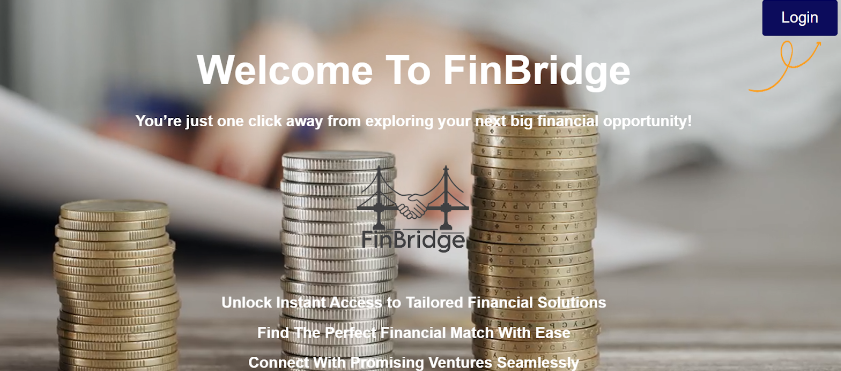 Login
Welcome To FinBridge
You’re just one click away from exploring your next big financial opportunity!
FinBridge
Unlock Instant Access to Tailored Financial Solutions
Find The Perfect Financial Match With Ease
Connect With Promising Ventures Seamlessly